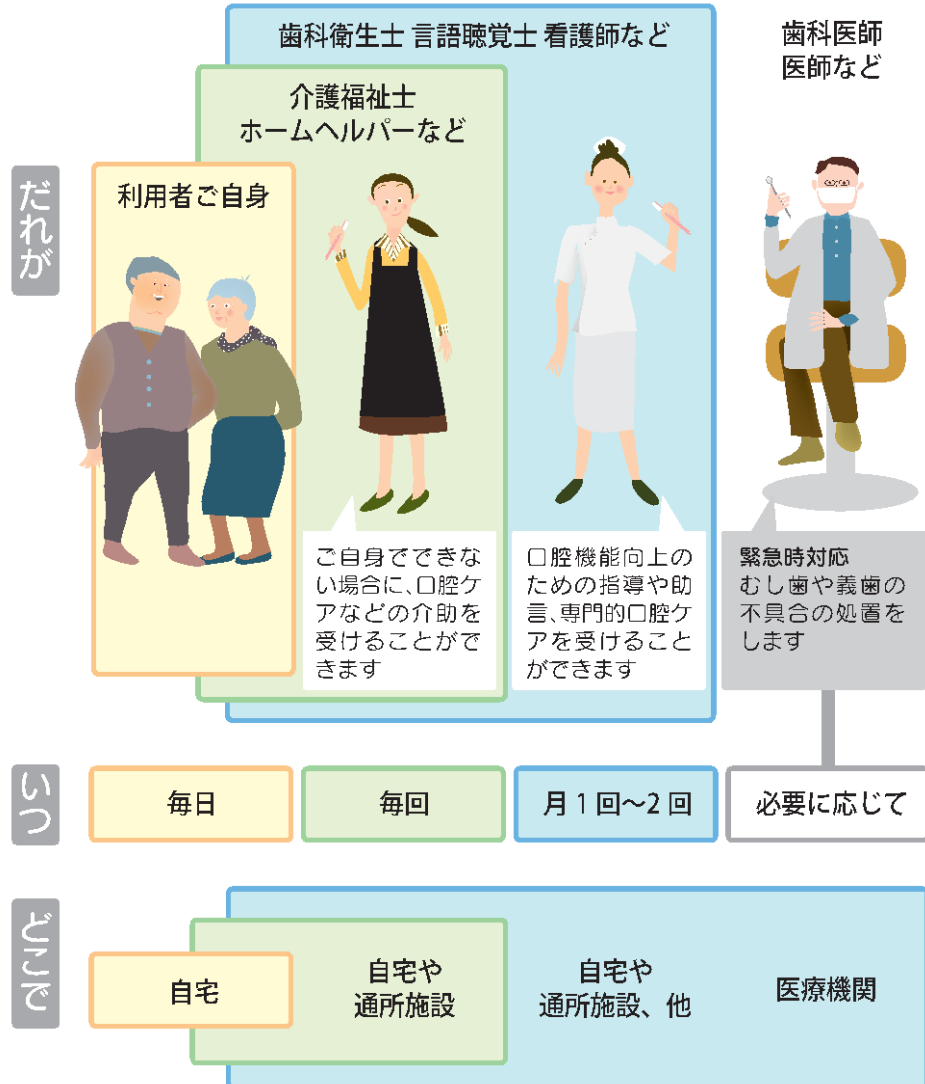 だれが
歯科衛生士 言語聴覚士 看護師など
歯科医師
医師など
介護福祉士
ホームヘルパーなど
利用者ご自身
ご自身でできな
い場合に、口腔ケ
アなどの介助を
受けることがで
きます
口腔機能向上の
ための指導や助
言、専門的口腔ケ
アを受けること
ができます
緊急時対応
むし歯や義歯の
不具合の処置を
します
いつ
毎日
毎回
月1回～2回
必要に応じて
どこで
自宅
自宅や
通所施設
自宅や
通所施設、他
医療機関